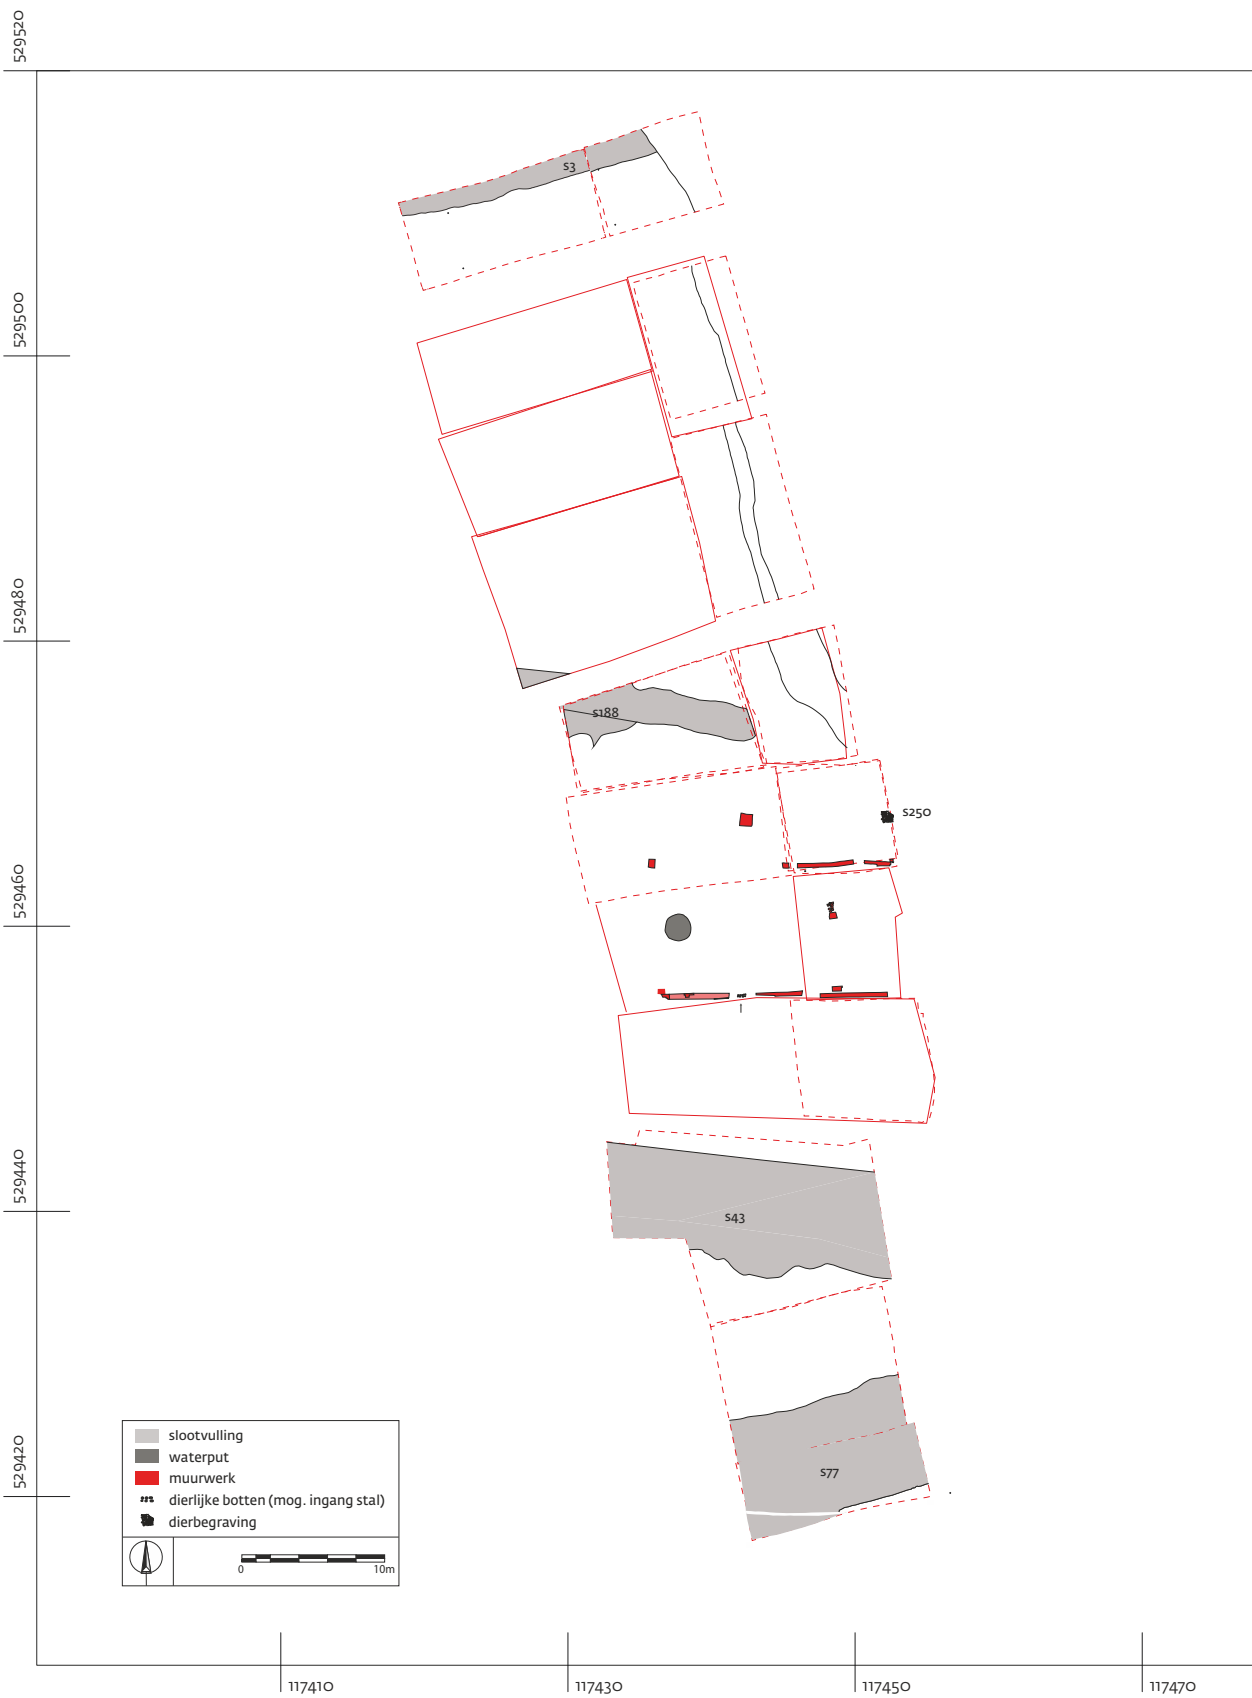 529520
s3
529500
529480
s188
s250
529460
529440
s43
529420
s77
slootvulling
waterput
muurwerk
dierlijke botten (mog. ingang stal)
dierbegraving
0 10m
117410 117430 117450 117470